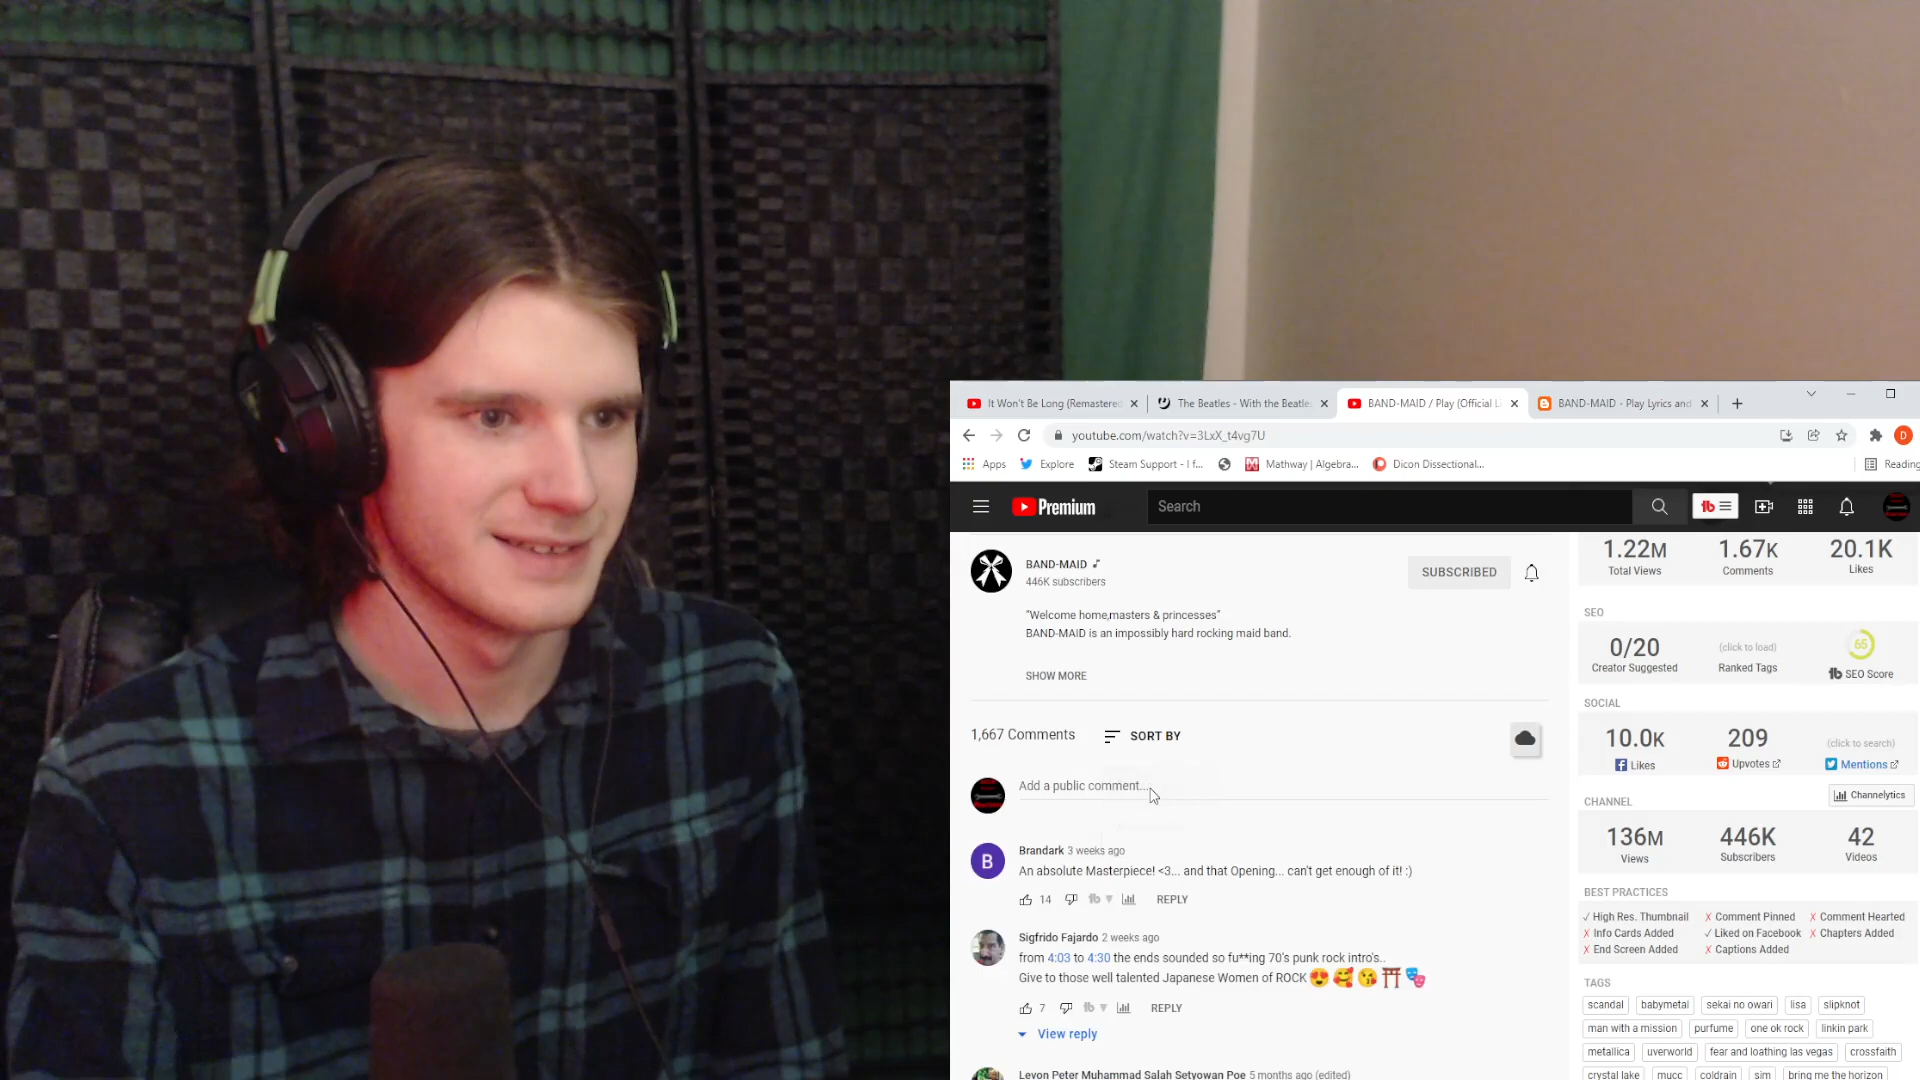 It Won't Be Long (Remastered
The Beatles - With the Beatles
BAND-MAID / Play (Official Li
BAND-MAID - Play Lyrics and
youtube.com/watch?v=3LxX_t4vg7U
D
Apps
Explore
Steam Support - I f...
Mathway | Algebra...
Dicon Dissectional...
Reading
Premium
Search
tb
BAND-MAID
446K subscribers
SUBSCRIBED
"Welcome home,masters & princesses"
BAND-MAID is an impossibly hard rocking maid band.
SHOW MORE
1,667 Comments
SORT BY
Add a public comment...
B
Brandark 3 weeks ago
An absolute Masterpiece! <3... and that Opening... can't get enough of it! :)
14
tb
REPLY
Sigfrido Fajardo 2 weeks ago
from 4:03 to 4:30 the ends sounded so fu**ing 70's punk rock intro's..
Give to those well talented Japanese Women of ROCK 😍 🥰 😘 ⛩️ 🎭
7
tb
REPLY
View reply
Levon Peter Muhammad Salah Setyowan Poe 5 months ago (edited)
1.22M 1.67K 20.1K
Total Views Comments Likes
SEO
0/20 (click to load) 65
Creator Suggested Ranked Tags tb SEO Score
SOCIAL
10.0K 209 (click to search)
Likes Upvotes Mentions
CHANNEL
Channelytics
136M 446K 42
Views Subscribers Videos
BEST PRACTICES
✓ High Res. Thumbnail ✗ Comment Pinned ✗ Comment Hearted
✗ Info Cards Added ✓ Liked on Facebook ✗ Chapters Added
✗ End Screen Added ✗ Captions Added
TAGS
scandal babymetal sekai no owari lisa slipknot
man with a mission purfume one ok rock linkin park
metallica uverworld fear and loathing las vegas crossfaith
crystal lake mucc coldrain sim bring me the horizon